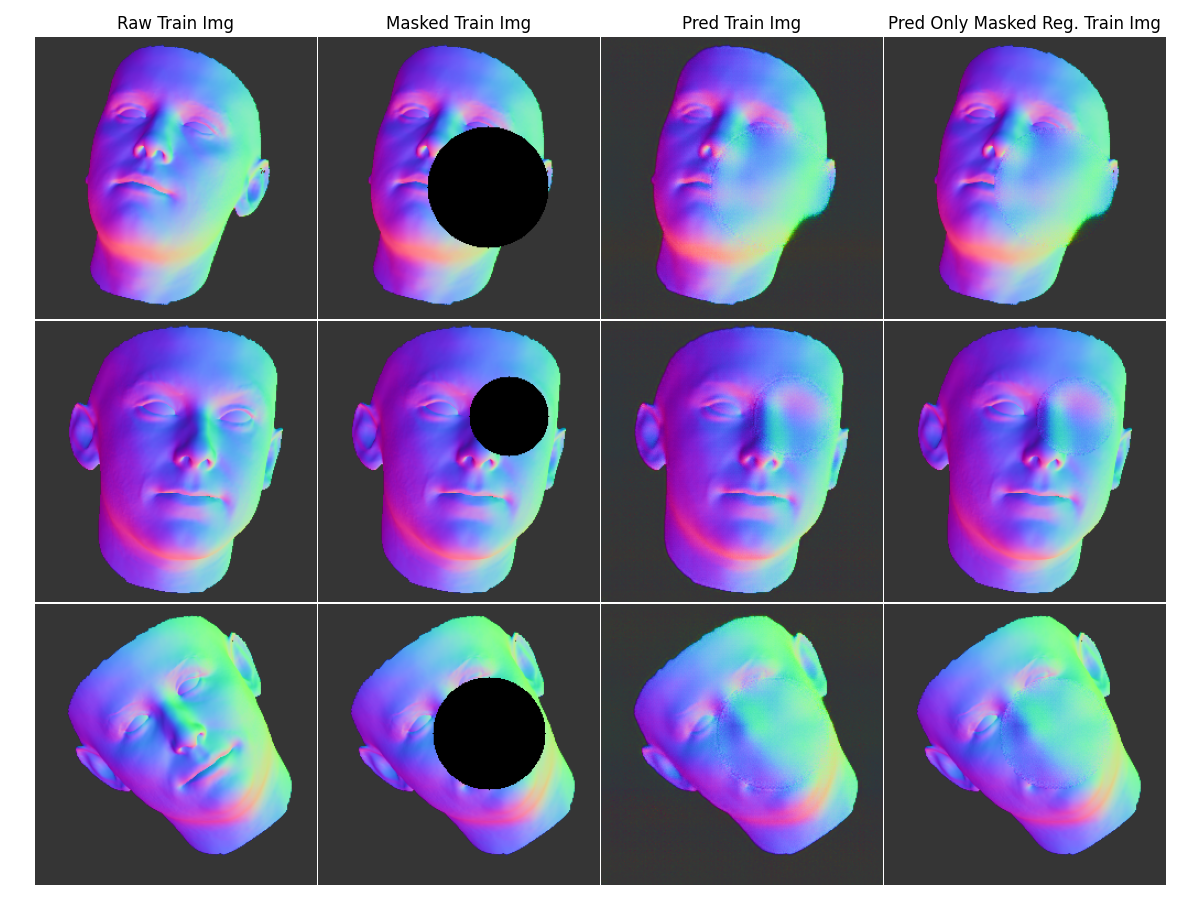 Raw Train Img
Masked Train Img
Pred Train Img
Pred Only Masked Reg. Train Img